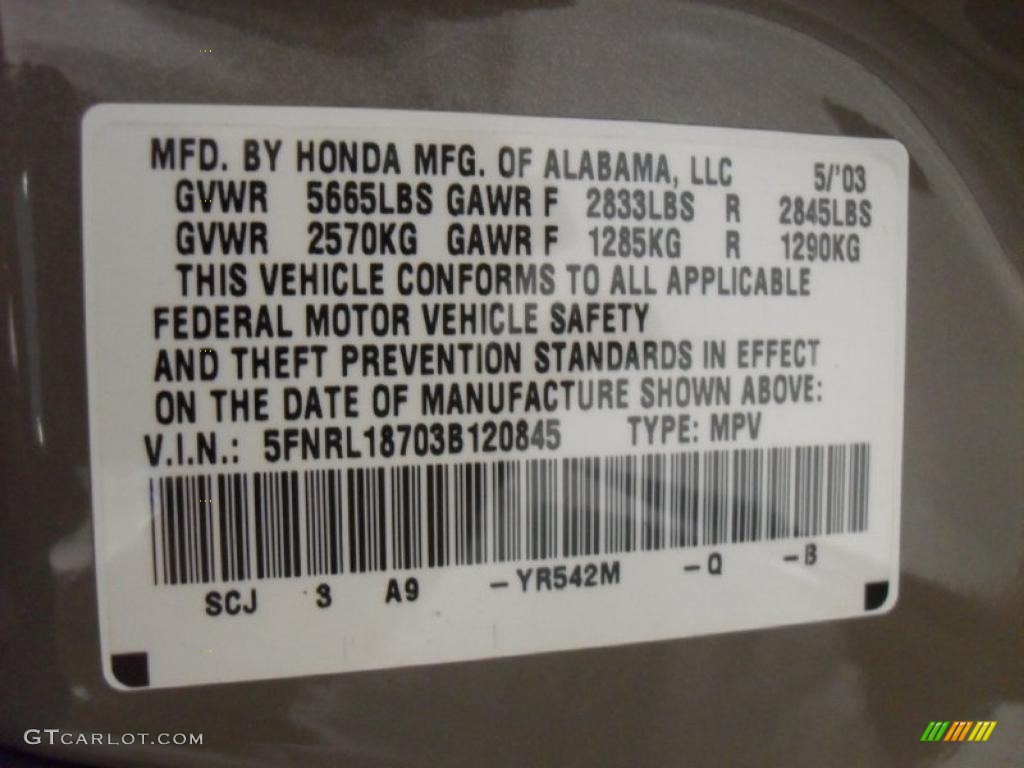 MFD. BY HONDA MFG. OF ALABAMA, LLC 5/'03
GVWR 5665LBS GAWR F 2833LBS R 2845LBS
GVWR 2570KG GAWR F 1285KG R 1290KG
THIS VEHICLE CONFORMS TO ALL APPLICABLE
FEDERAL MOTOR VEHICLE SAFETY
AND THEFT PREVENTION STANDARDS IN EFFECT
ON THE DATE OF MANUFACTURE SHOWN ABOVE:
V.I.N.: 5FNRL18703B120845 TYPE: MPV
SCJ 3 A9 -YR542M -Q -B
GTCARLOT.COM